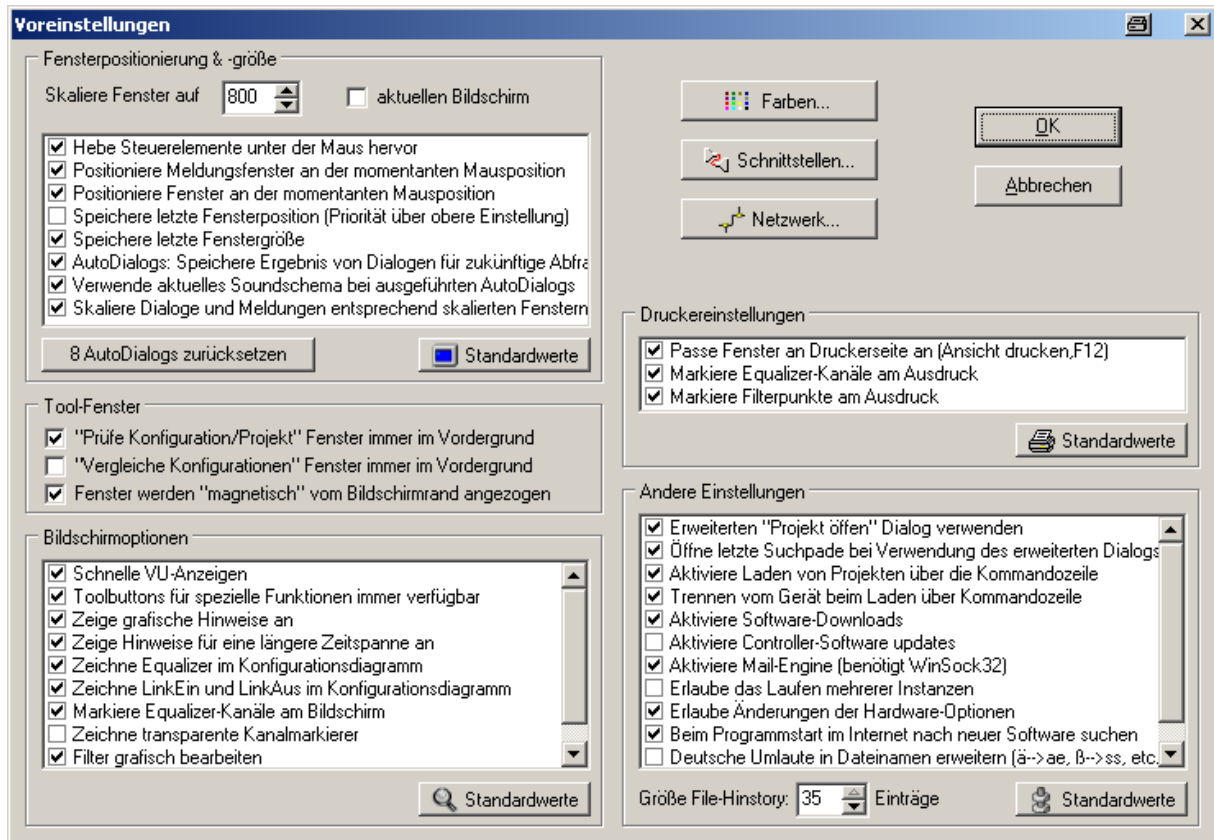 Voreinstellungen
Fensterpositionierung & -größe
Skaliere Fenster auf 800 aktuellen Bildschirm
Hebe Steuerelemente unter der Maus hervor
Positioniere Meldungsfenster an der momentanten Mausposition
Positioniere Fenster an der momentanten Mausposition
Speichere letzte Fensterposition (Priorität über obere Einstellung)
Speichere letzte Fenstergröße
AutoDialogs: Speichere Ergebnis von Dialogen für zukünftige Abfra
Verwende aktuelles Soundschema bei ausgeführten AutoDialogs
Skaliere Dialoge und Meldungen entsprechend skalierten Fenstern
8 AutoDialogs zurücksetzen
Standardwerte
Tool-Fenster
"Prüfe Konfiguration/Projekt" Fenster immer im Vordergrund
"Vergleiche Konfigurationen" Fenster immer im Vordergrund
Fenster werden "magnetisch" vom Bildschirmrand angezogen
Bildschirmoptionen
Schnelle VU-Anzeigen
Toolbuttons für spezielle Funktionen immer verfügbar
Zeige grafische Hinweise an
Zeige Hinweise für eine längere Zeitspanne an
Zeichne Equalizer im Konfigurationsdiagramm
Zeichne LinkEin und LinkAus im Konfigurationsdiagramm
Markiere Equalizer-Kanäle am Bildschirm
Zeichne transparente Kanalmarkierer
Filter grafisch bearbeiten
Standardwerte
Farben...
Schnittstellen...
Netzwerk...
OK
Abbrechen
Druckereinstellungen
Passe Fenster an Druckerseite an (Ansicht drucken,F12)
Markiere Equalizer-Kanäle am Ausdruck
Markiere Filterpunkte am Ausdruck
Standardwerte
Andere Einstellungen
Erweiterten "Projekt öffen" Dialog verwenden
Öffne letzte Suchpade bei Verwendung des erweiterten Dialogs
Aktiviere Laden von Projekten über die Kommandozeile
Trennen vom Gerät beim Laden über Kommandozeile
Aktiviere Software-Downloads
Aktiviere Controller-Software updates
Aktiviere Mail-Engine (benötigt WinSock32)
Erlaube das Laufen mehrerer Instanzen
Erlaube Änderungen der Hardware-Optionen
Beim Programmstart im Internet nach neuer Software suchen
Deutsche Umlaute in Dateinamen erweitern (ä-->ae, ß-->ss, etc.
Größe File-Hinstory: 35 Einträge
Standardwerte